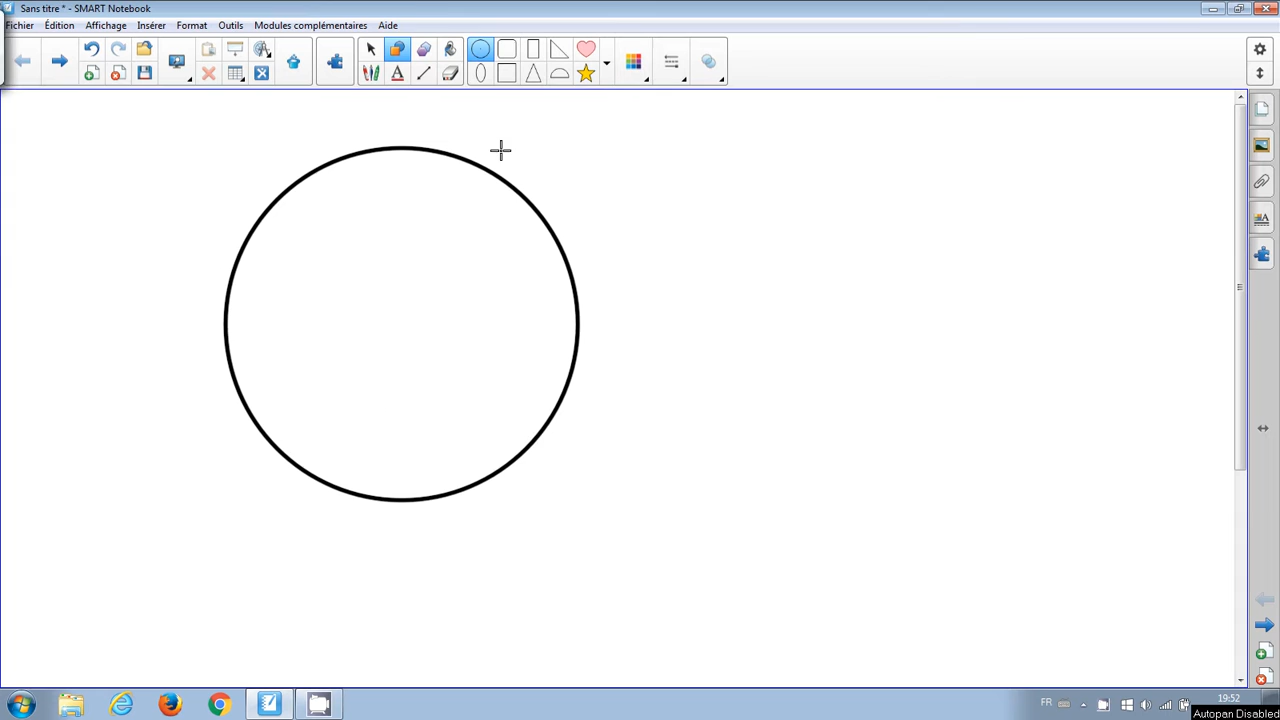 Sans titre * - SMART Notebook
Fichier Édition Affichage Insérer Format Outils Modules complémentaires Aide
FR
19:52
Autopan Disabled